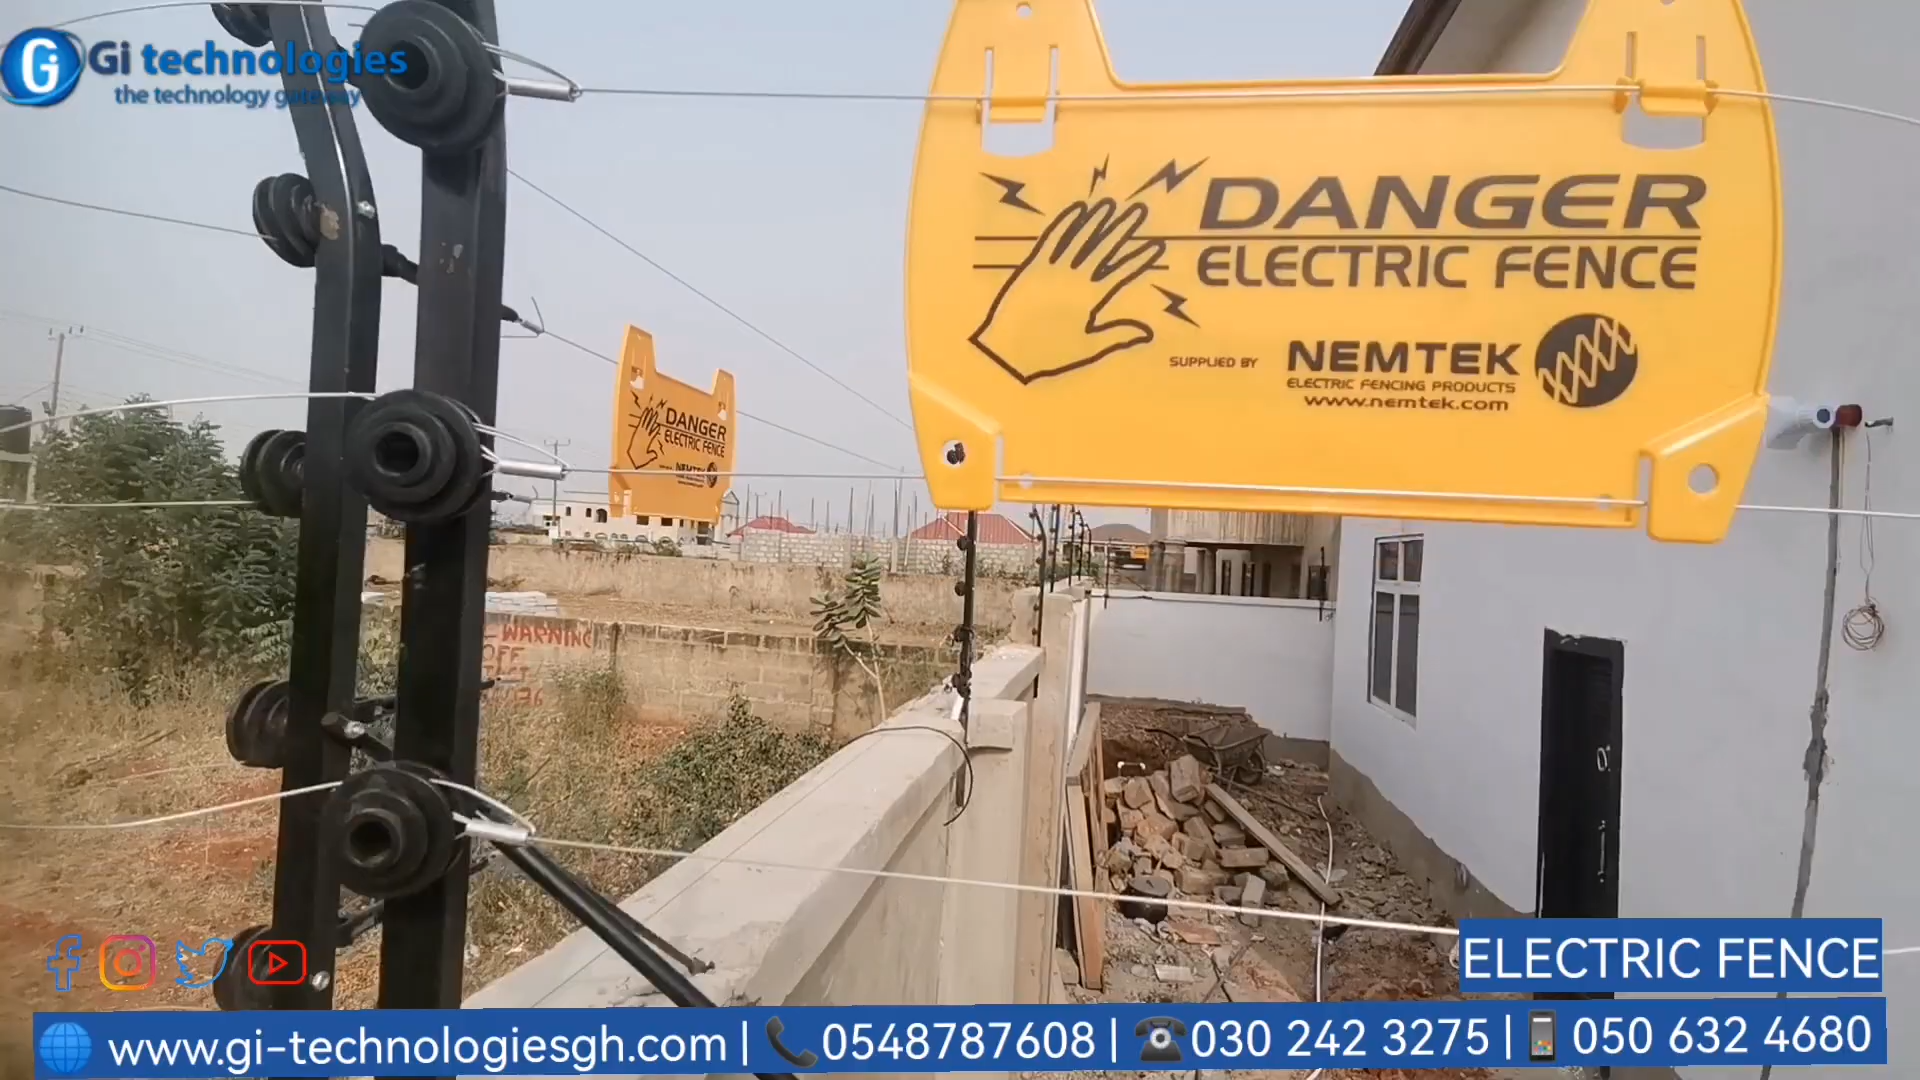 Gi technologies
the technology gateway
DANGER
ELECTRIC FENCE
SUPPLIED BY
NEMTEK
ELECTRIC FENCING PRODUCTS
www.nemtek.com
DANGER
ELECTRIC FENCE
NEMTEK
WARNING
ELECTRIC FENCE
www.gi-technologiesgh.com | 0548787608 | 030 242 3275 | 050 632 4680